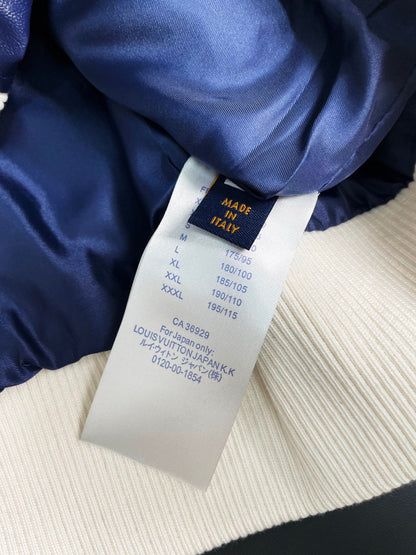 MADE
IN
ITALY
S
M 175/95
L 180/100
XL 185/105
XXL 190/110
XXXL 195/115
CA 36929
For Japan only:
LOUIS VUITTON JAPAN K.K
ルイ・ヴィトン ジャパン(株)
0120-00-1854